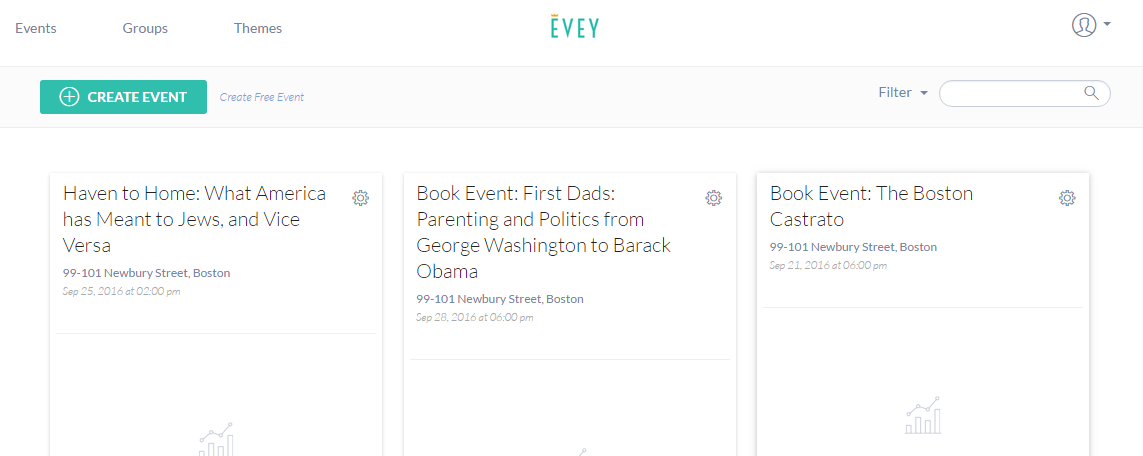 Events
Groups
Themes
EVEY
CREATE EVENT
Create Free Event
Filter
Haven to Home: What America
has Meant to Jews, and Vice
Versa
99-101 Newbury Street, Boston
Sep 25, 2016 at 02:00 pm
Book Event: First Dads:
Parenting and Politics from
George Washington to Barack
Obama
99-101 Newbury Street, Boston
Sep 28, 2016 at 06:00 pm
Book Event: The Boston
Castrato
99-101 Newbury Street, Boston
Sep 21, 2016 at 06:00 pm